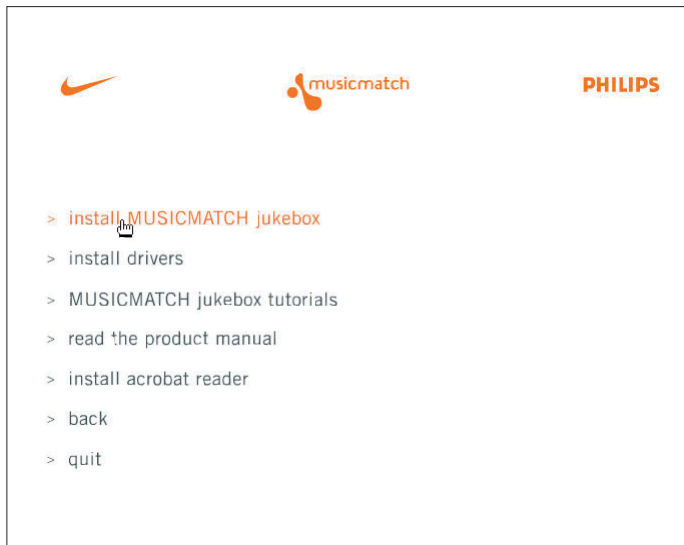 musicmatch
PHILIPS
> install MUSICMATCH jukebox
> install drivers
> MUSICMATCH jukebox tutorials
> read the product manual
> install acrobat reader
> back
> quit